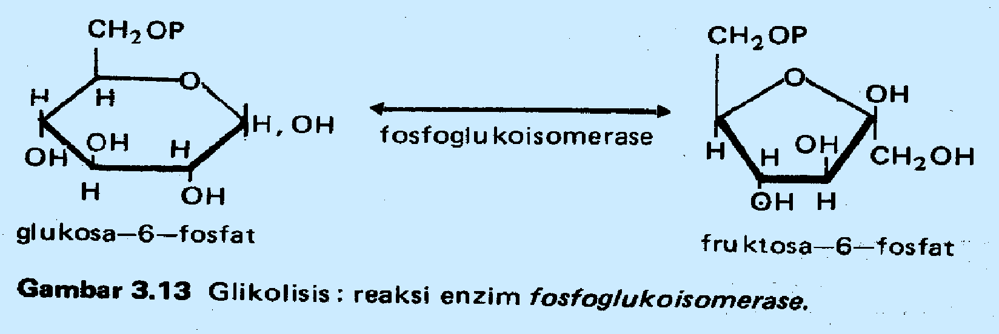 CH₂OP
O
H
H
H, OH
OH
OH
H
H
OH
glukosa—6—fosfat
fosfoglukoisomerase
CH₂OP
O
OH
H
H
OH
CH₂OH
OH
H
fruktosa—6—fosfat
Gambar 3.13 Glikolisis : reaksi enzim fosfoglukoisomerase.